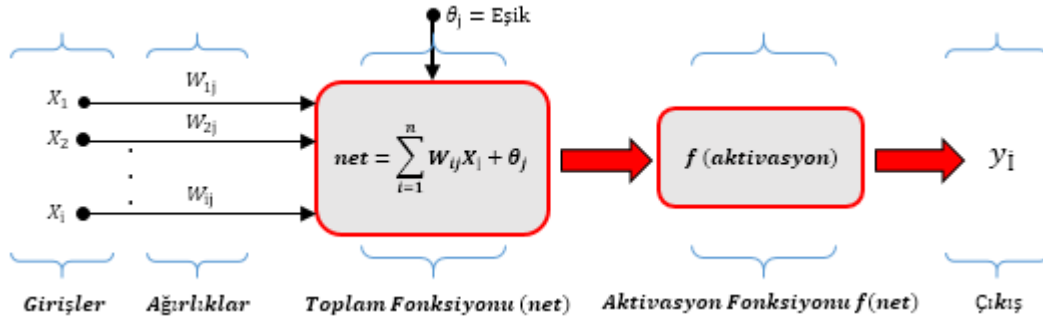 θj = Eşik
X1
W1j
X2
W2j
Xi
Wij
net = ∑ i=1 n WijXi + θj
f (aktivasyon)
yi
Girişler
Ağırlıklar
Toplam Fonksiyonu (net)
Aktivasyon Fonksiyonu f(net)
Çıkış